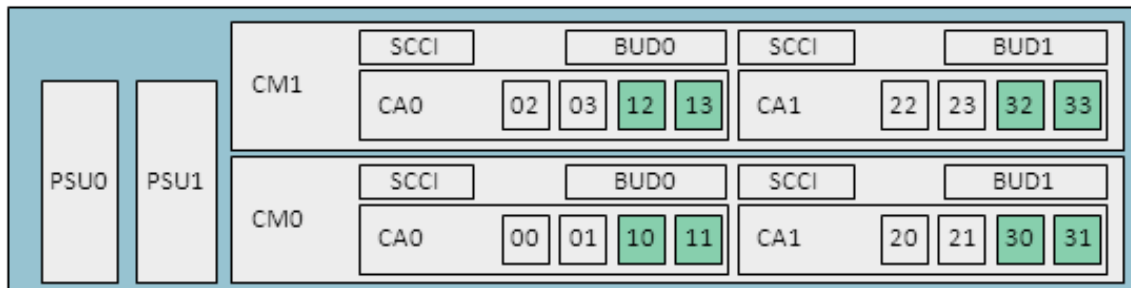 SCCI BUD0 SCCI BUD1
CM1
CA0 02 03 12 13 CA1 22 23 32 33
PSU0 PSU1
SCCI BUD0 SCCI BUD1
CM0
CA0 00 01 10 11 CA1 20 21 30 31